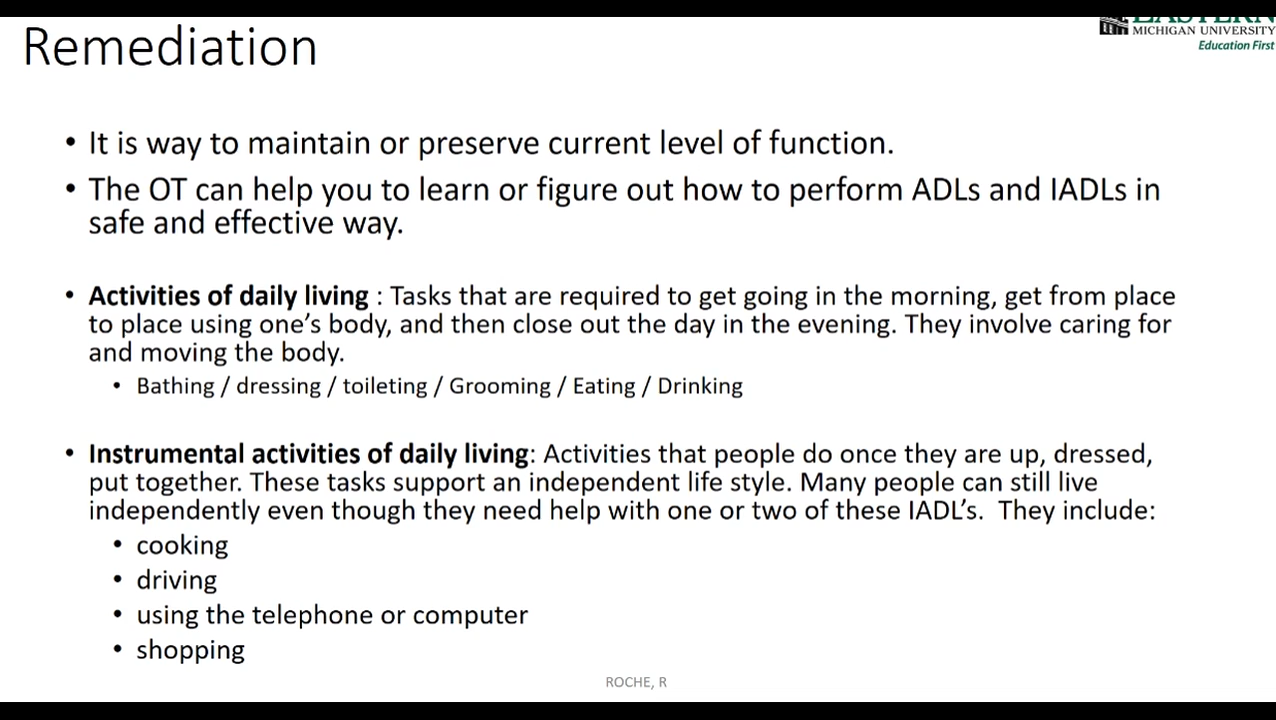 Remediation
EASTERN
MICHIGAN UNIVERSITY
Education First
• It is way to maintain or preserve current level of function.
• The OT can help you to learn or figure out how to perform ADLs and IADLs in
safe and effective way.
• Activities of daily living : Tasks that are required to get going in the morning, get from place
to place using one’s body, and then close out the day in the evening. They involve caring for
and moving the body.
• Bathing / dressing / toileting / Grooming / Eating / Drinking
• Instrumental activities of daily living: Activities that people do once they are up, dressed,
put together. These tasks support an independent life style. Many people can still live
independently even though they need help with one or two of these IADL’s. They include:
• cooking
• driving
• using the telephone or computer
• shopping
ROCHE, R